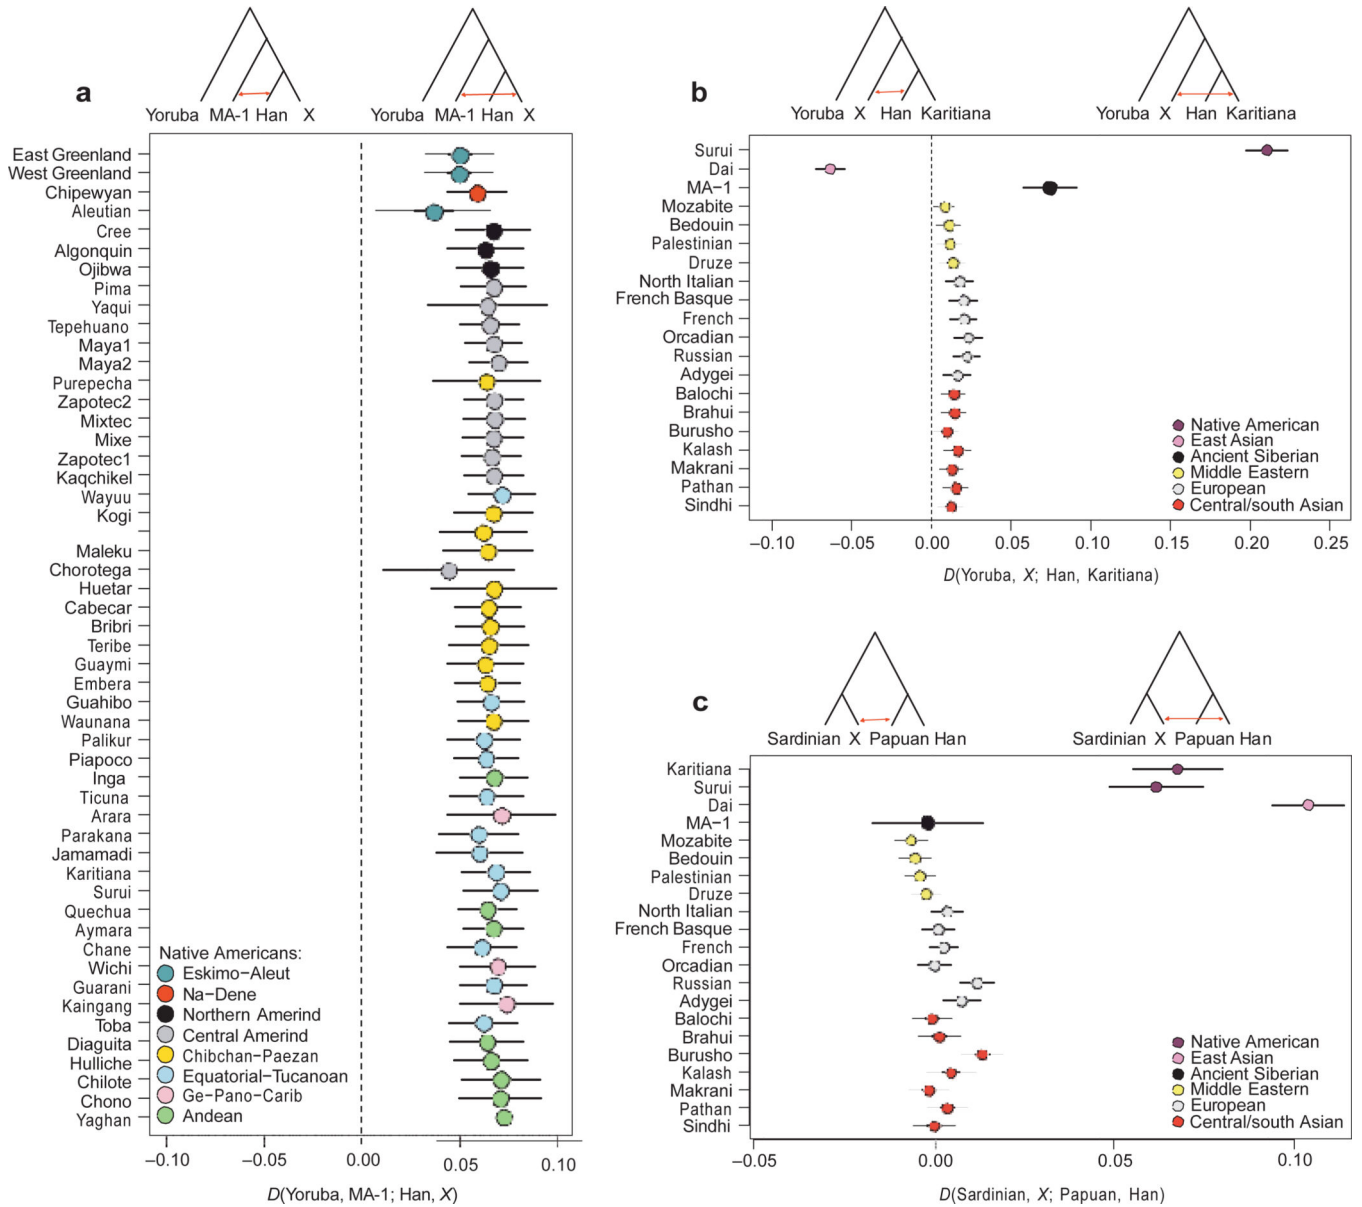 a
Yoruba MA-1 Han X
Yoruba MA-1 Han X
East Greenland
West Greenland
Chipewyan
Aleutian
Cree
Algonquin
Ojibwa
Pima
Yaqui
Tepehuano
Maya1
Maya2
Purepecha
Zapotec2
Mixtec
Mixe
Zapotec1
Kaqchikel
Wayuu
Kogi
Maleku
Chorotega
Huetar
Cabecar
Bribri
Teribe
Guaymi
Embera
Guahibo
Waunana
Palikur
Piapoco
Inga
Ticuna
Arara
Parakana
Jamamadi
Karitiana
Surui
Quechua
Aymara
Chane
Wichi
Guarani
Kaingang
Toba
Diaguita
Hulliche
Chilote
Chono
Yaghan
Native Americans:
Eskimo−Aleut
Na−Dene
Northern Amerind
Central Amerind
Chibchan−Paezan
Equatorial−Tucanoan
Ge−Pano−Carib
Andean
−0.10 −0.05 0.00 0.05 0.10
D(Yoruba, MA-1; Han, X)
b
Yoruba X Han Karitiana
Yoruba X Han Karitiana
Surui
Dai
MA−1
Mozabite
Bedouin
Palestinian
Druze
North Italian
French Basque
French
Orcadian
Russian
Adygei
Balochi
Brahui
Burusho
Kalash
Makrani
Pathan
Sindhi
Native American
East Asian
Ancient Siberian
Middle Eastern
European
Central/south Asian
−0.10 −0.05 0.00 0.05 0.10 0.15 0.20 0.25
D(Yoruba, X; Han, Karitiana)
c
Sardinian X Papuan Han
Sardinian X Papuan Han
Karitiana
Surui
Dai
MA−1
Mozabite
Bedouin
Palestinian
Druze
North Italian
French Basque
French
Orcadian
Russian
Adygei
Balochi
Brahui
Burusho
Kalash
Makrani
Pathan
Sindhi
Native American
East Asian
Ancient Siberian
Middle Eastern
European
Central/south Asian
−0.05 0.00 0.05 0.10
D(Sardinian, X; Papuan, Han)